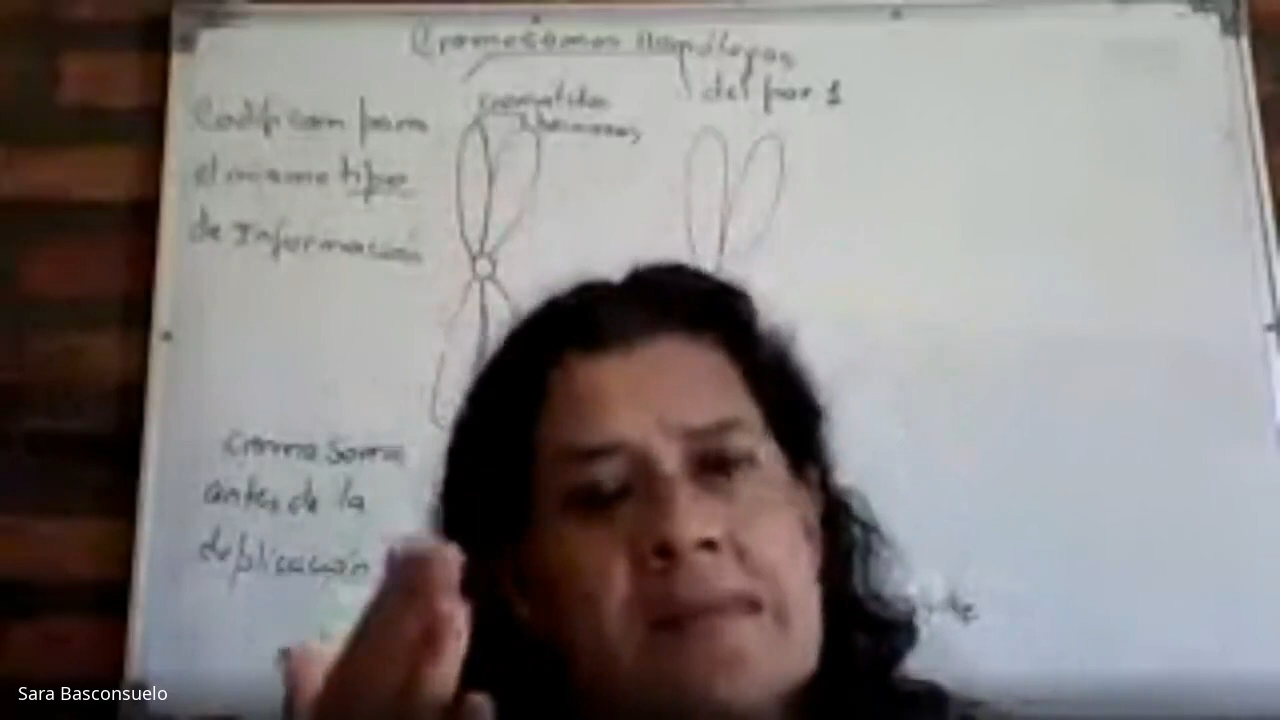 Cromosomas Homólogos
del par 1
cromátidas
hermanas
Codifican para
el mismo tipo
de Información
cromosoma
antes de la
duplicación
Sara Basconsuelo